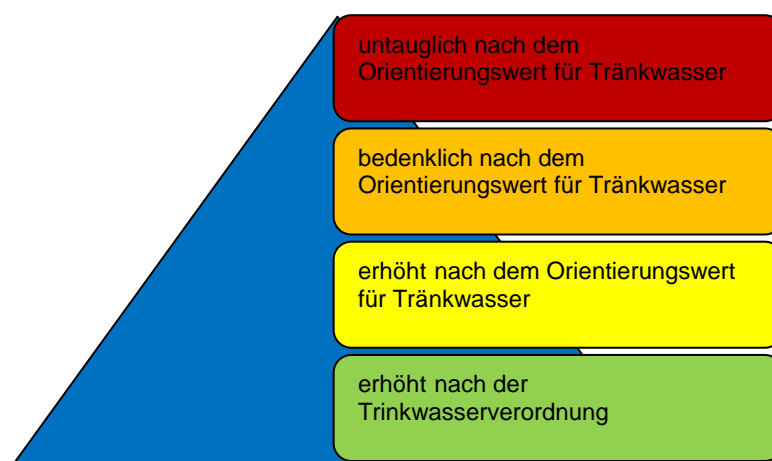 untauglich nach dem
Orientierungswert für Tränkwasser
bedenklich nach dem
Orientierungswert für Tränkwasser
erhöht nach dem Orientierungswert
für Tränkwasser
erhöht nach der
Trinkwasserverordnung